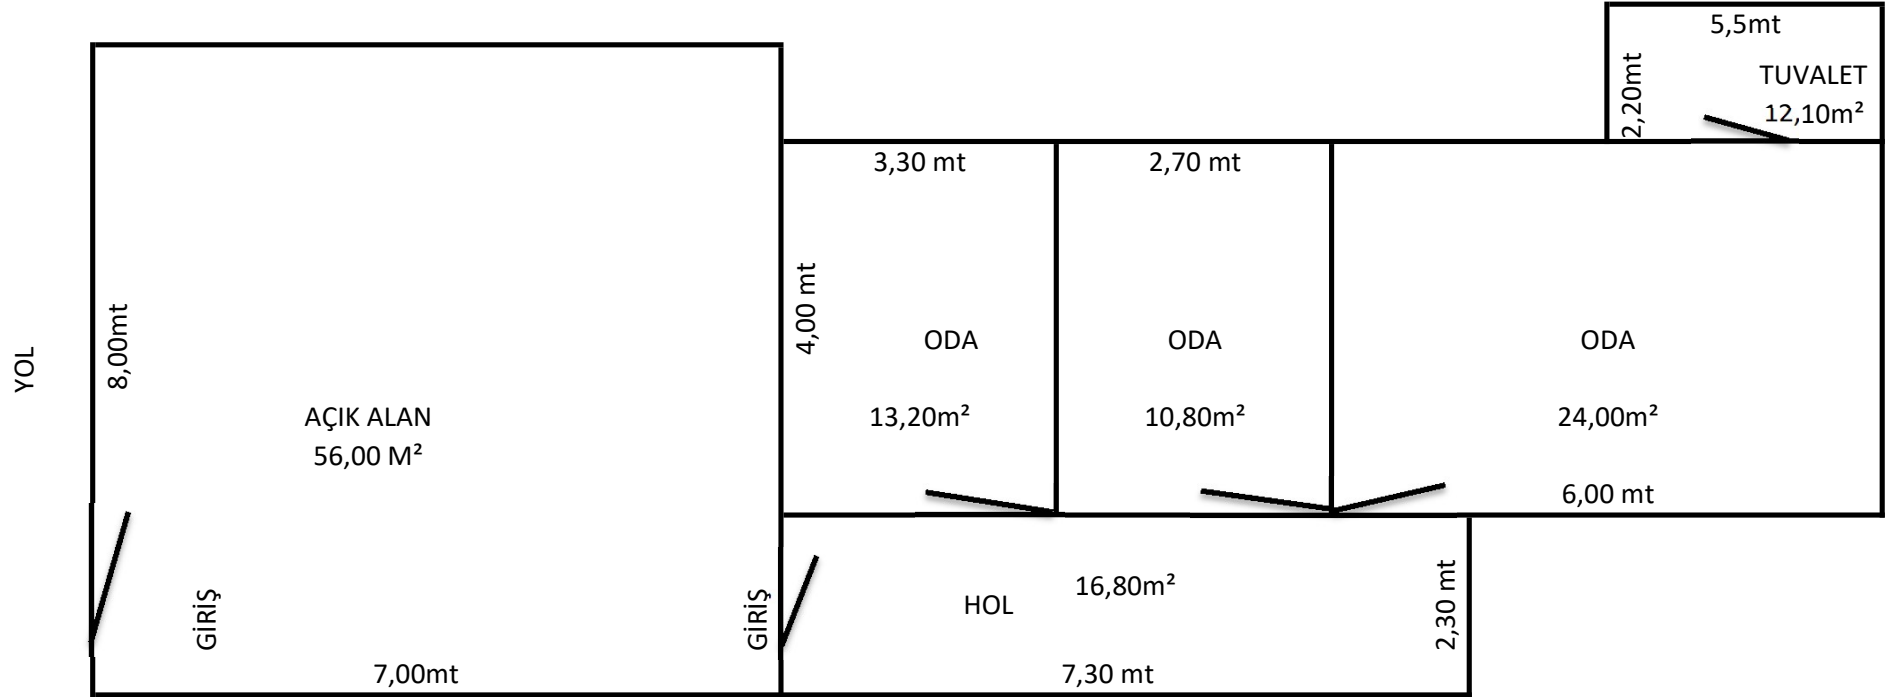 5,5mt
2,20mt
TUVALET
12,10m²
3,30 mt
2,70 mt
YOL
8,00mt
4,00 mt
ODA
ODA
ODA
AÇIK ALAN
56,00 M²
13,20m²
10,80m²
24,00m²
6,00 mt
GİRİŞ
GİRİŞ
HOL
16,80m²
2,30 mt
7,00mt
7,30 mt